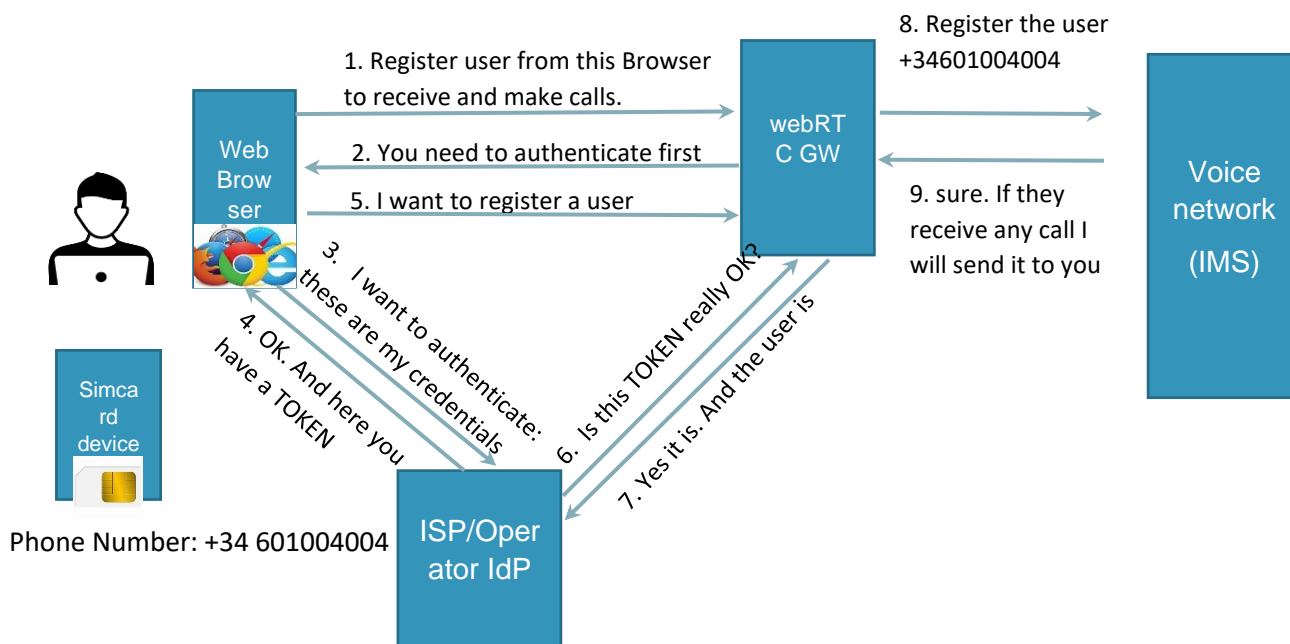 8. Register the user
+34601004004
1. Register user from this Browser
to receive and make calls.
webRT
C GW
Web
Brow
ser
2. You need to authenticate first
5. I want to register a user
Voice
network
(IMS)
9. sure. If they
receive any call I
will send it to you
3. I want to authenticate:
these are my credentials
4. OK. And here you
have a TOKEN
6. Is this TOKEN really OK?
7. Yes it is. And the user is
Simca
rd
device
Phone Number: +34 601004004
ISP/Oper
ator IdP